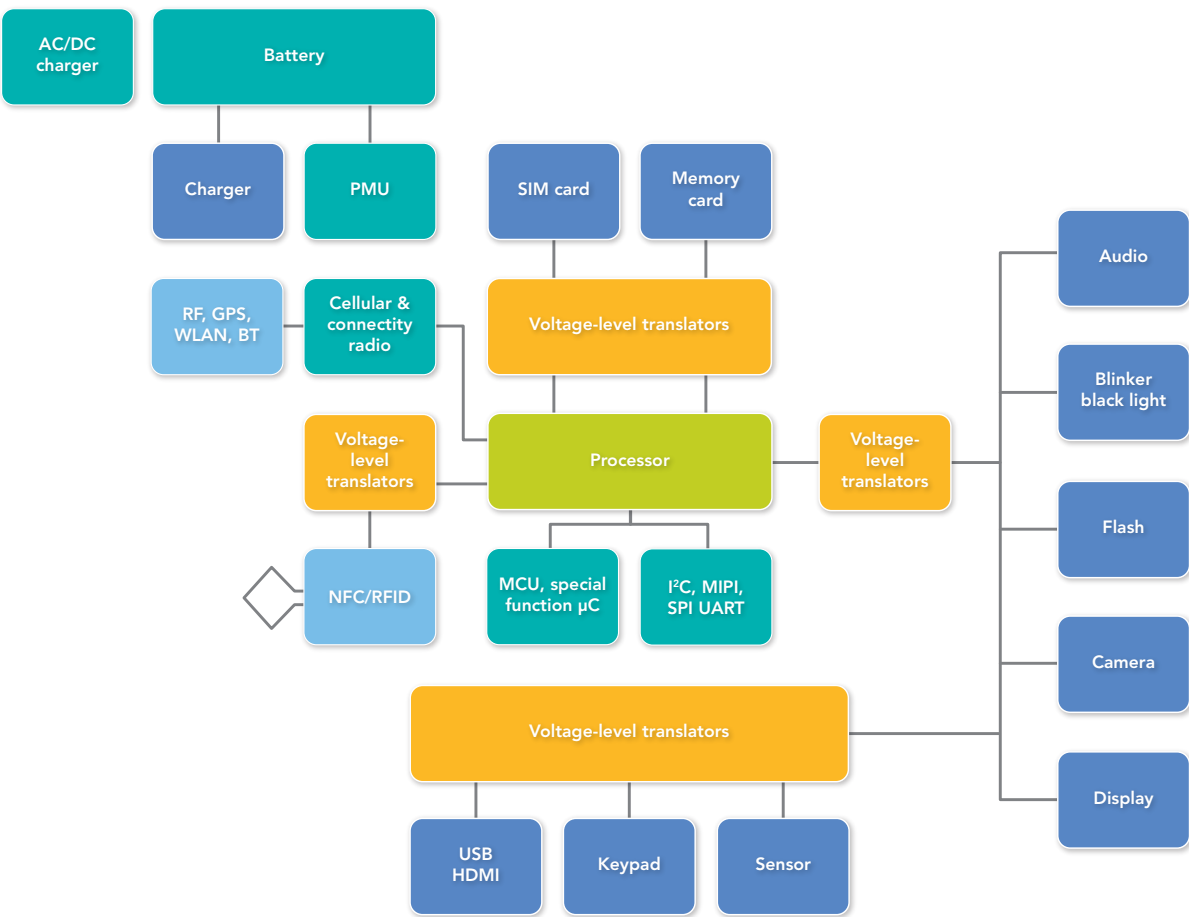 AC/DC
charger
Battery
Charger
PMU
SIM card
Memory
card
Audio
RF, GPS,
WLAN, BT
Cellular &
connectity
radio
Voltage-level translators
Blinker
black light
Voltage-
level
translators
Processor
Voltage-
level
translators
Flash
NFC/RFID
MCU, special
function µC
I²C, MIPI,
SPI UART
Camera
Voltage-level translators
Display
USB
HDMI
Keypad
Sensor